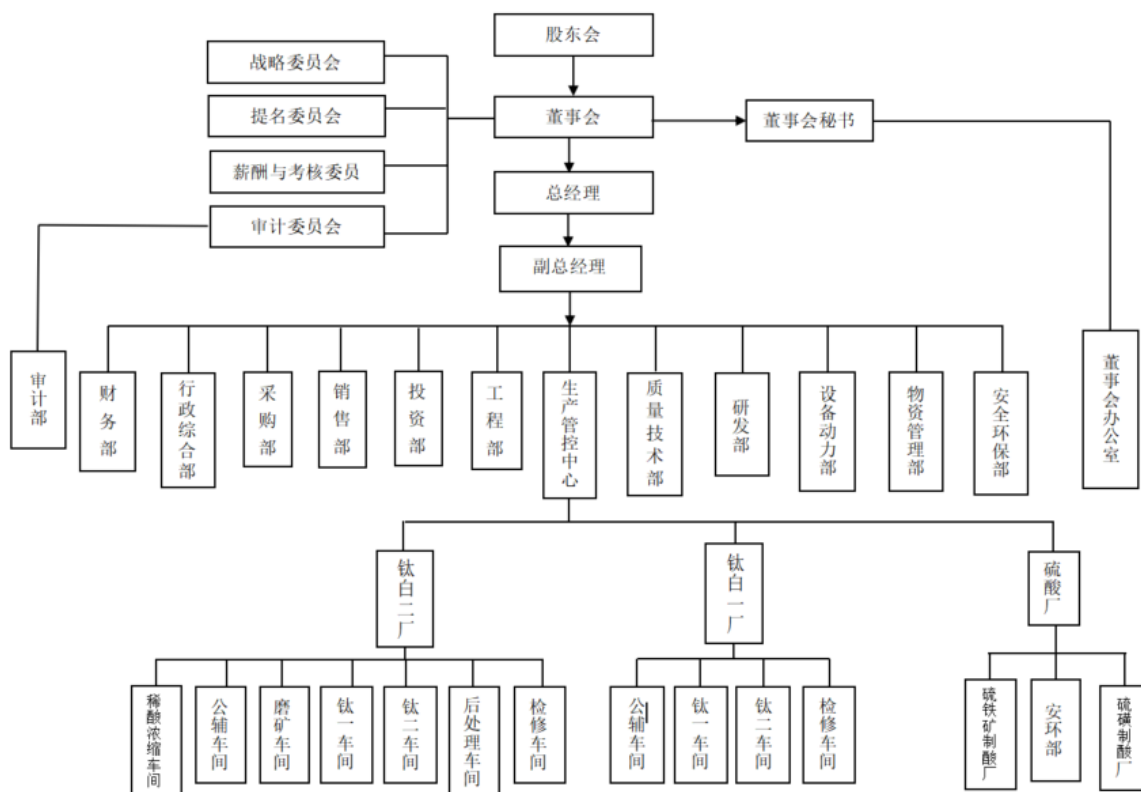 股东会
战略委员会
提名委员会
董事会
董事会秘书
薪酬与考核委员
总经理
审计委员会
副总经理
审计部
财务部
行政综合部
采购部
销售部
投资部
工程部
生产管控中心
质量技术部
研发部
设备动力部
物资管理部
安全环保部
董事会办公室
钛白二厂
钛白一厂
硫酸厂
稀酸浓缩车间
公辅车间
磨矿车间
钛一车间
钛二车间
后处理车间
检修车间
公辅车间
钛一车间
钛二车间
检修车间
硫铁矿制酸厂
安环部
硫磺制酸厂